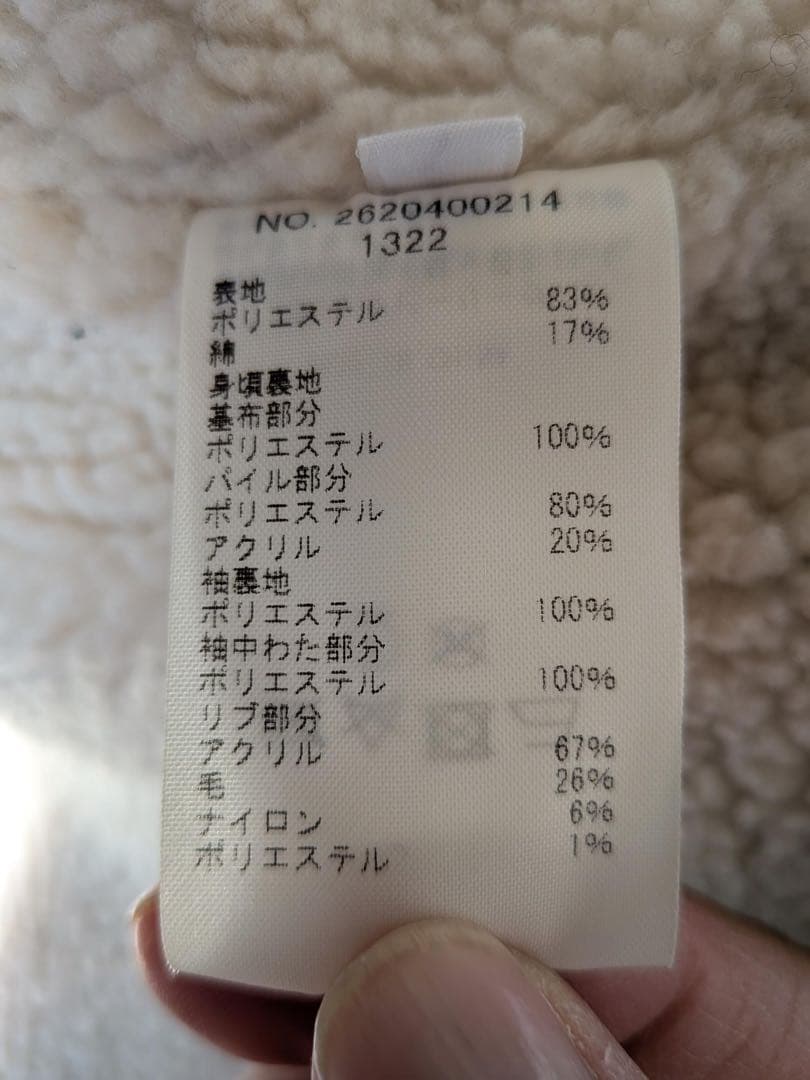 NO. 2620400214
1322
表地
ポリエステル 83%
綿 17%
身頃裏地
基布部分
ポリエステル 100%
パイル部分
ポリエステル 80%
アクリル 20%
袖裏地
ポリエステル 100%
袖中わた部分
ポリエステル 100%
リブ部分
アクリル 67%
毛 26%
ナイロン 6%
ポリエステル 1%